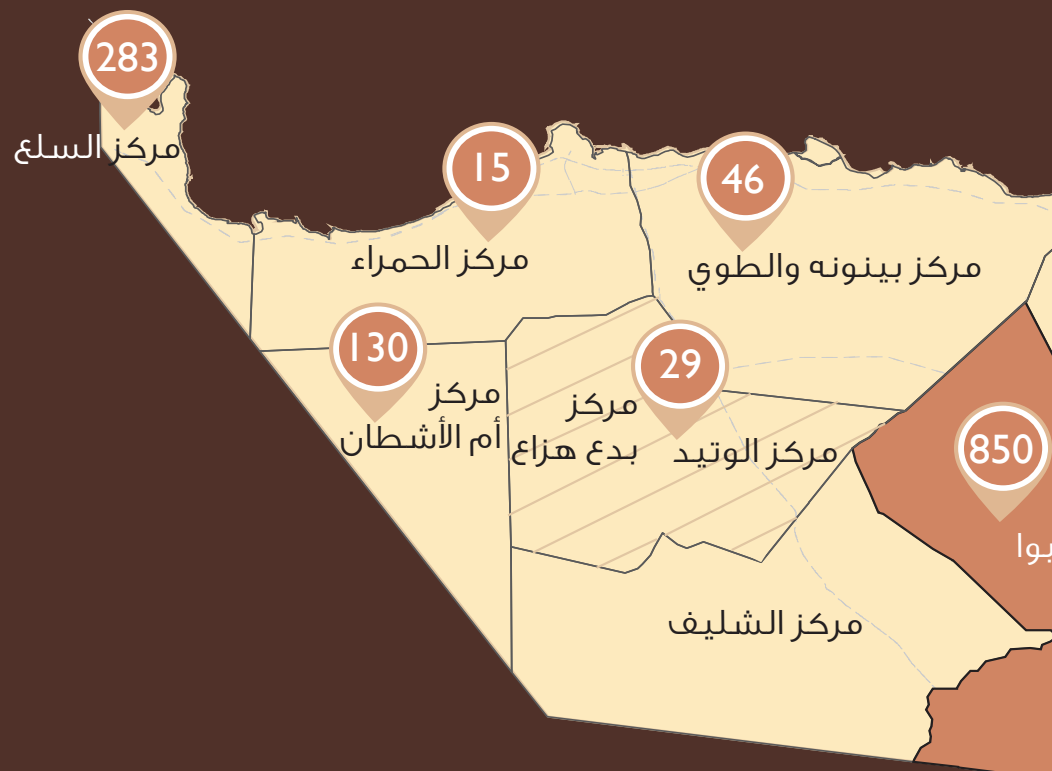 283
مركز السلع
15
مركز الحمراء
46
مركز بينونه والطوي
130
مركز
أم الأشطان
29
مركز
بدع هزاع
مركز الوتيد
850
مركز الشليف